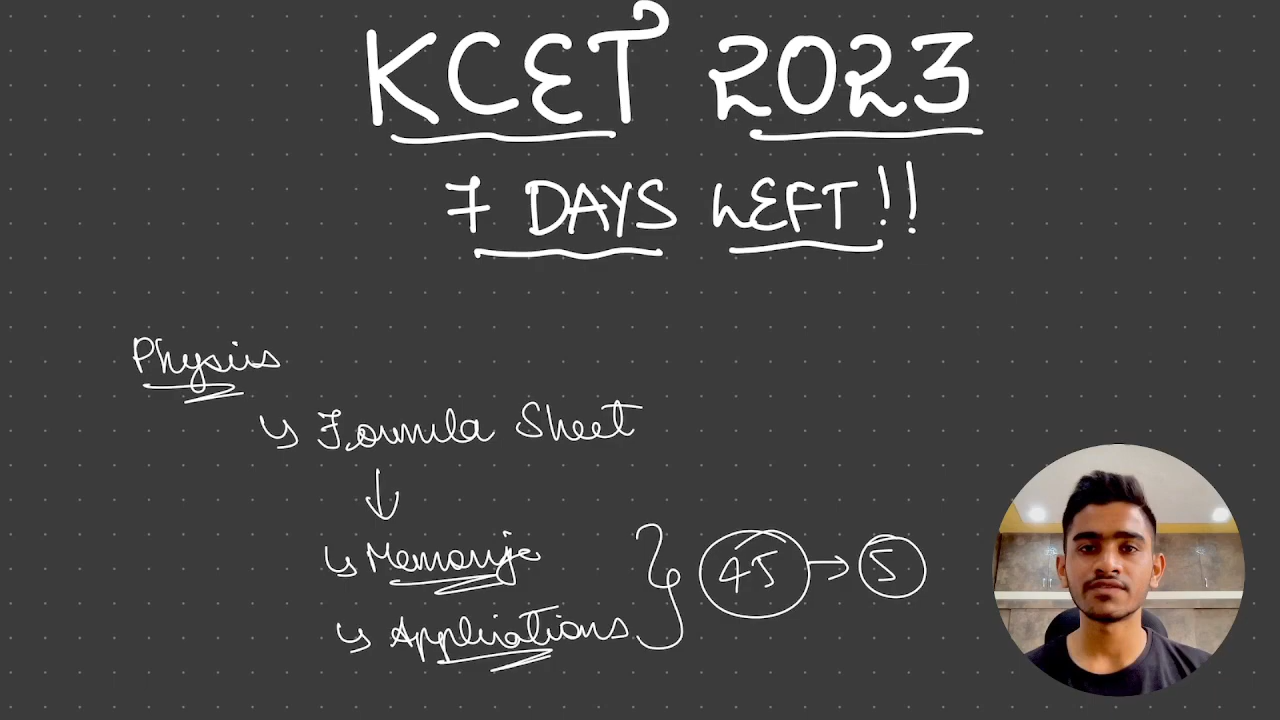 KCET 2023
7 DAYS LEFT!!
Physics
↳ Formula Sheet
↓
↳ Memorize
↳ Applications } 45 → 5